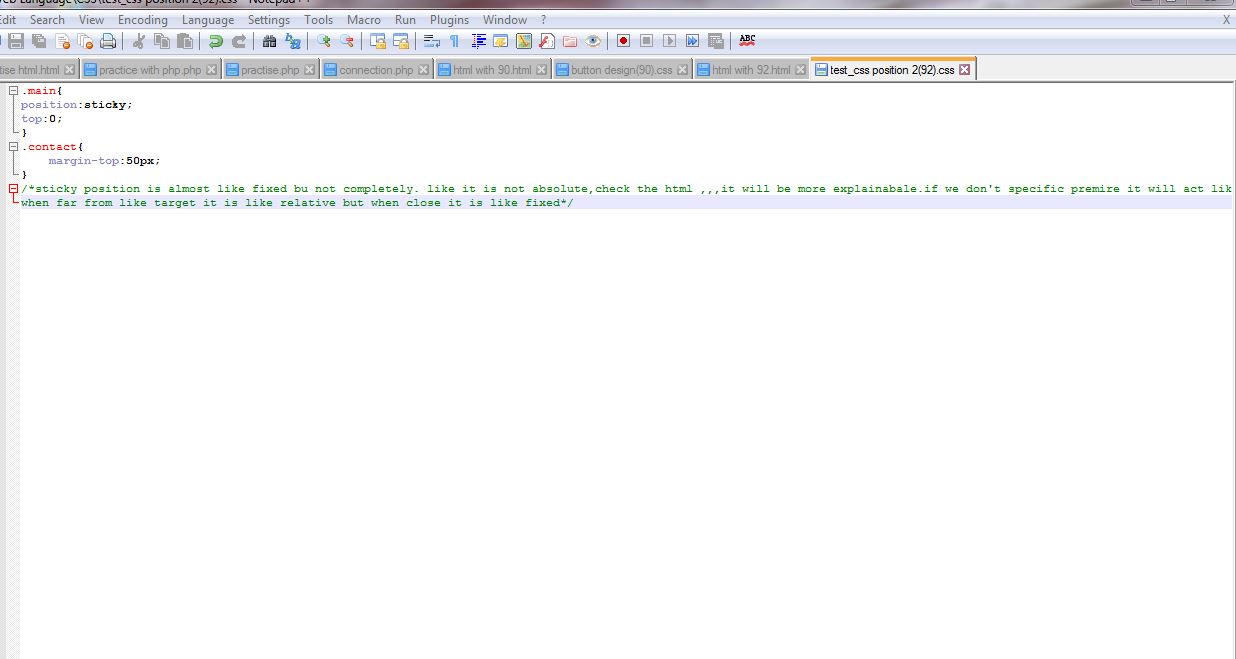 Language\CSS\test_css position 2(92).css - Notepad++
Edit Search View Encoding Language Settings Tools Macro Run Plugins Window ? X
ABC
tise html.html practice with php.php practise.php connection.php html with 90.html button design(90).css html with 92.html test_css position 2(92).css
.main{
position:sticky;
top:0;
}
.contact{
margin-top:50px;
}
/*sticky position is almost like fixed bu not completely. like it is not absolute,check the html ,,,it will be more explainabale.if we don't specific premire it will act lik
when far from like target it is like relative but when close it is like fixed*/